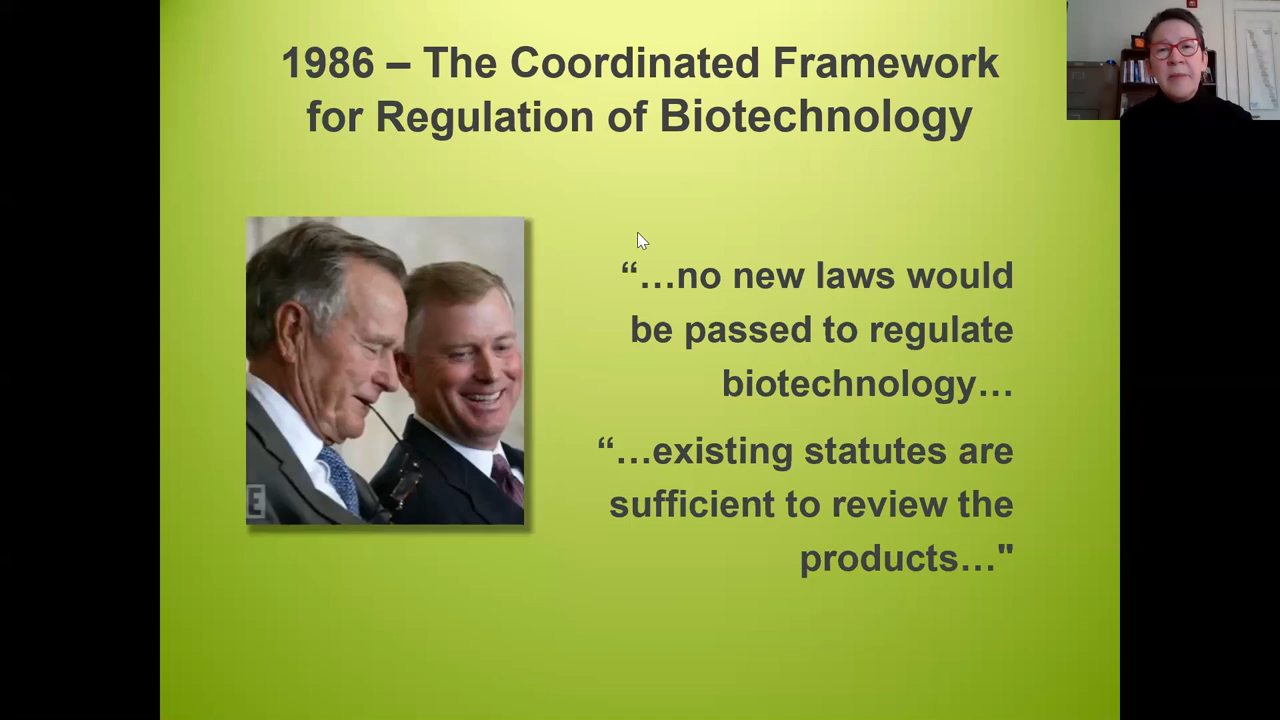 1986 – The Coordinated Framework
for Regulation of Biotechnology
“…no new laws would
be passed to regulate
biotechnology…
“…existing statutes are
sufficient to review the
products…"
E